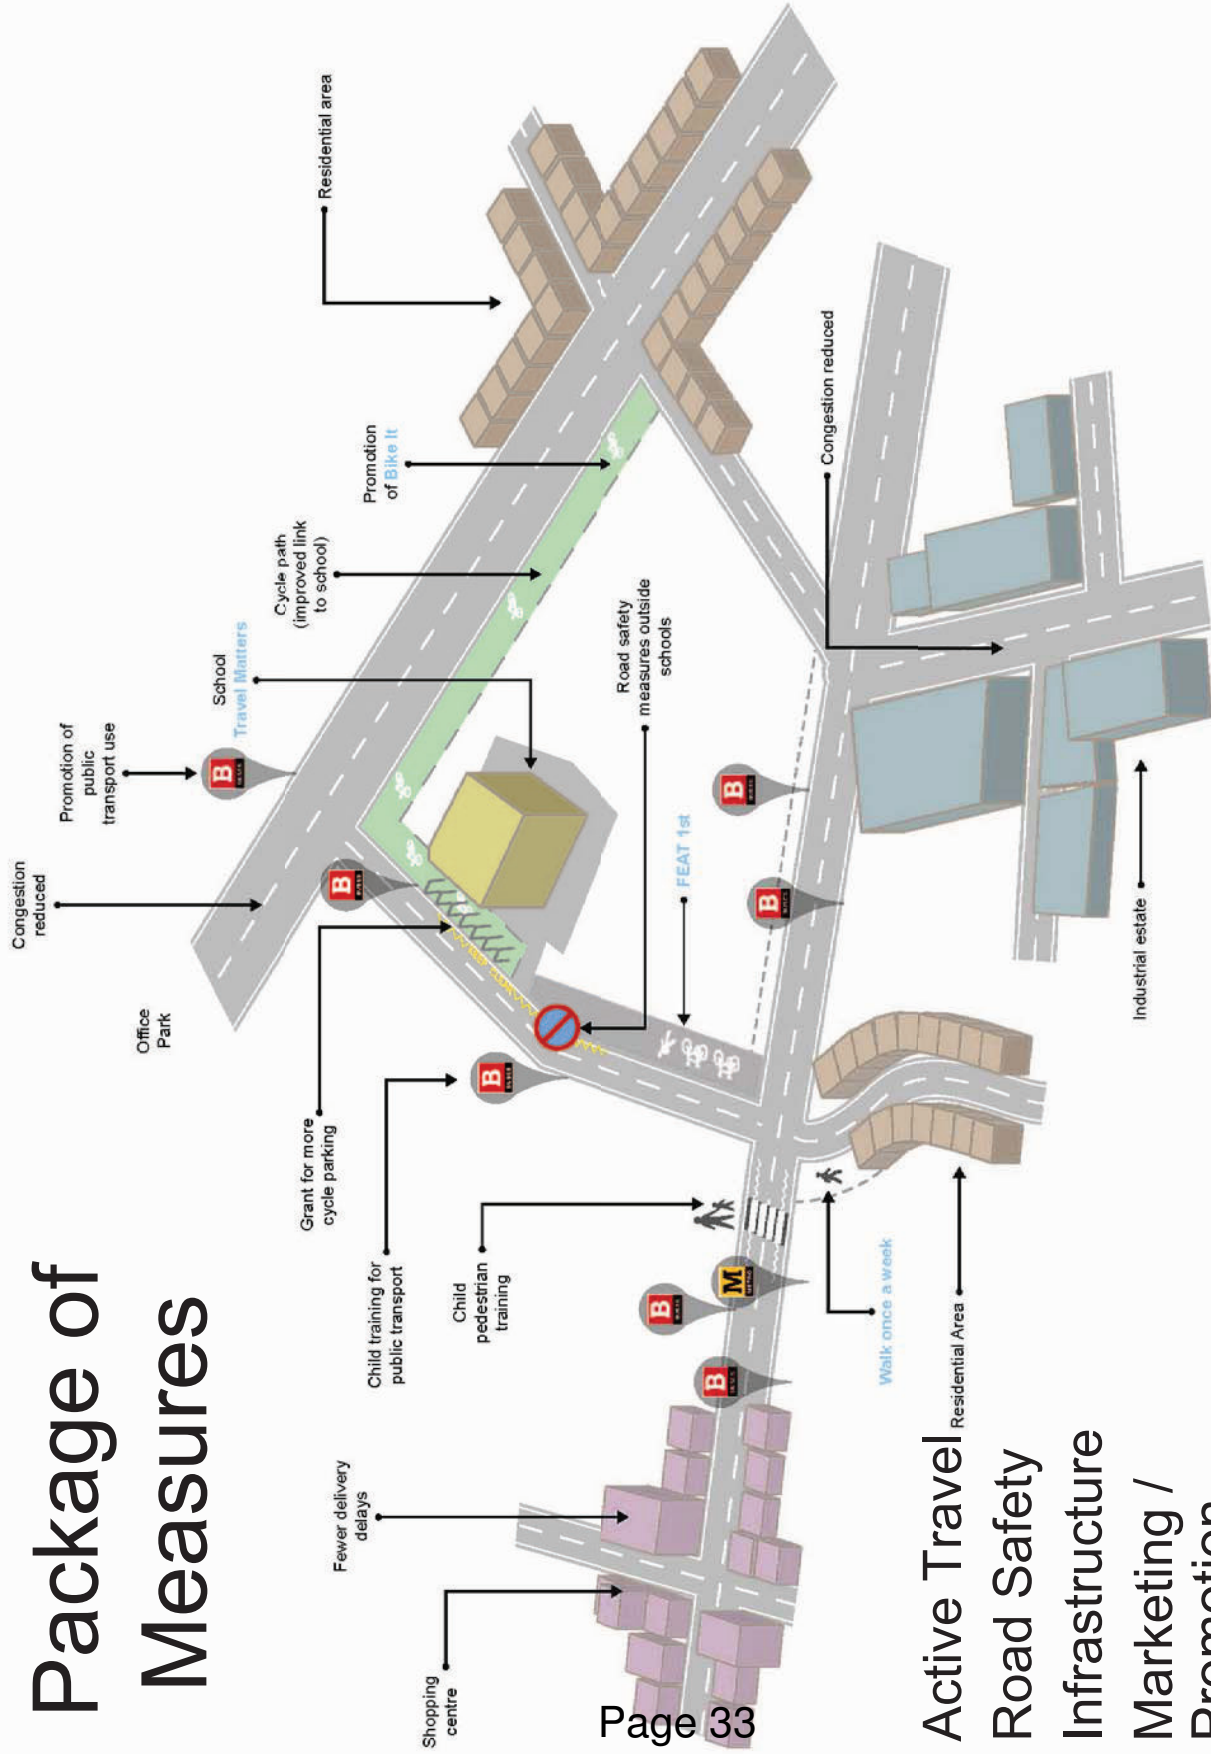 Package of
Measures
Shopping
centre
Fewer delivery
delays
Child
pedestrian
training
Child training for
public transport
Grant for more
cycle parking
Office
Park
Congestion
reduced
Promotion of
public
transport use
School
Travel Matters
Cycle path
(improved link
to school)
Promotion
of Bike It
Residential area
Road safety
measures outside
schools
FEAT 1st
Congestion reduced
Industrial estate
Walk once a week
Residential Area
B
BUSES
B
B
B
B
B
B
M
METRO
Active Travel
Road Safety
Infrastructure
Marketing /
Promotion
Page 33